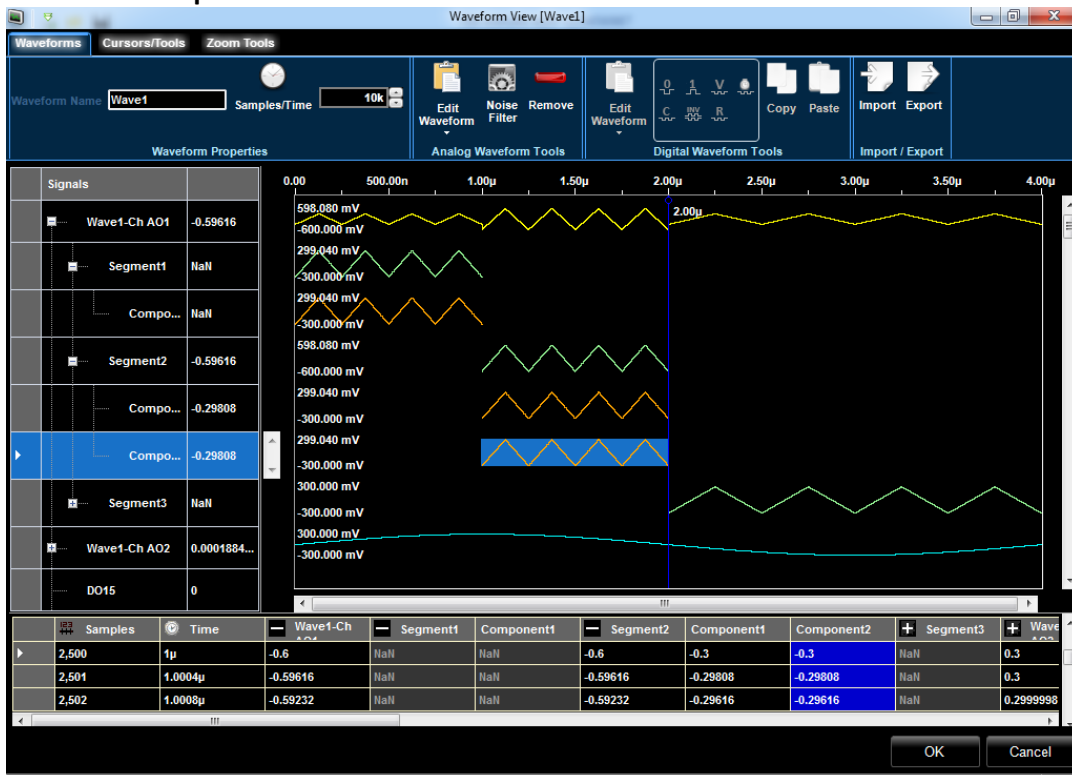 Waveform View [Wave1]
Waveforms Cursors/Tools Zoom Tools
Waveform Name Wave1 Samples/Time 10k
Edit Waveform Noise Filter Remove
Edit Waveform 0 1 V C INV R Copy Paste
Import Export
Waveform Properties Analog Waveform Tools Digital Waveform Tools Import / Export
Signals 0.00 500.00n 1.00µ 1.50µ 2.00µ 2.50µ 3.00µ 3.50µ 4.00µ
598.080 mV 2.00µ
Wave1-Ch AO1 -0.59616
-600.000 mV
299.040 mV
Segment1 NaN
-300.000 mV
299.040 mV
Compo... NaN
-300.000 mV
598.080 mV
Segment2 -0.59616
-600.000 mV
299.040 mV
Compo... -0.29808
-300.000 mV
299.040 mV
Compo... -0.29808
-300.000 mV
300.000 mV
Segment3 NaN
-300.000 mV
300.000 mV
Wave1-Ch AO2 0.0001884...
-300.000 mV
DO15 0
123 Samples Time Wave1-Ch Segment1 Component1 Segment2 Component1 Component2 Segment3 Wave
2,500 1µ -0.6 NaN NaN -0.6 -0.3 -0.3 NaN 0.3
2,501 1.0004µ -0.59616 NaN NaN -0.59616 -0.29808 -0.29808 NaN 0.3
2,502 1.0008µ -0.59232 NaN NaN -0.59232 -0.29616 -0.29616 NaN 0.2999998
OK Cancel